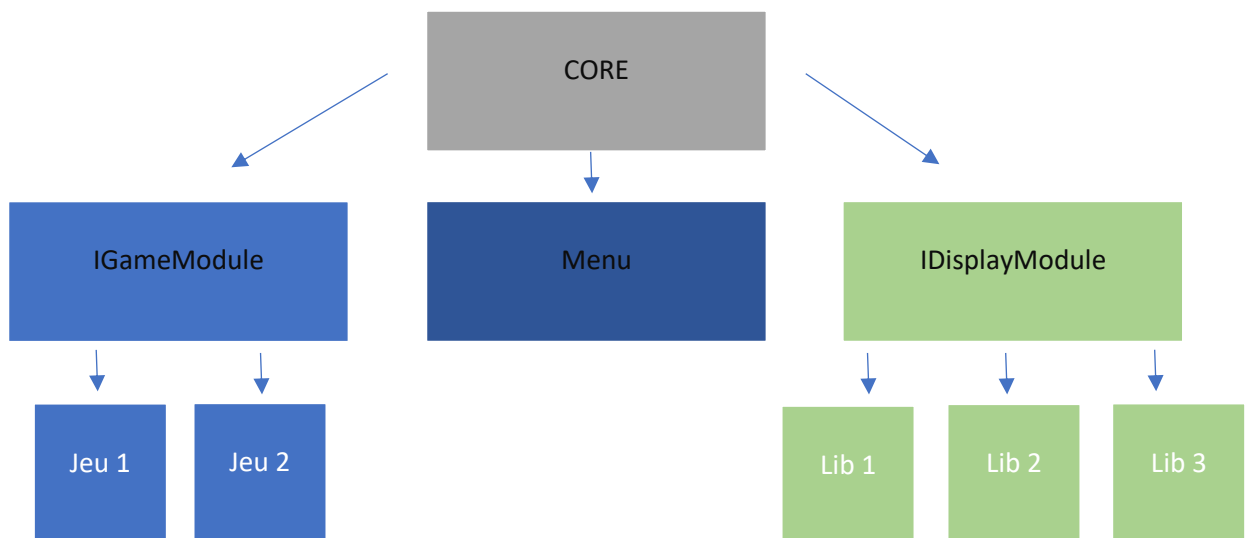 CORE
IGameModule
Menu
IDisplayModule
Jeu 1
Jeu 2
Lib 1
Lib 2
Lib 3